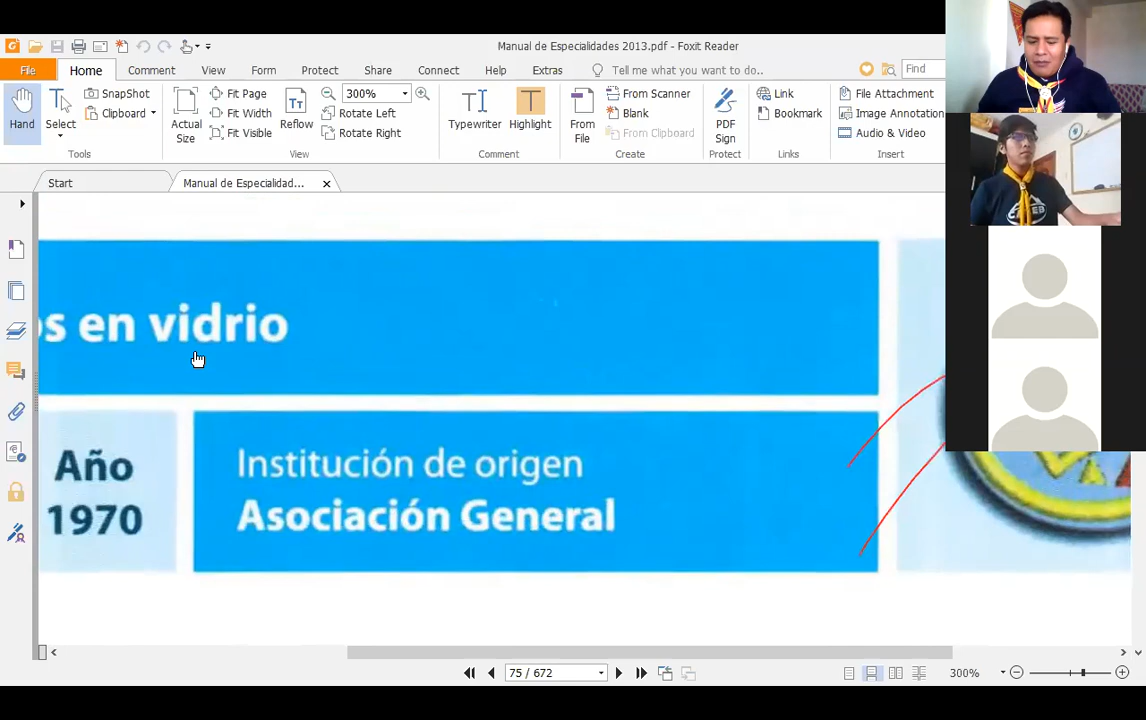 Manual de Especialidades 2013.pdf - Foxit Reader
File Home Comment View Form Protect Share Connect Help Extras Tell me what you want to do.. Find
Hand
Select
SnapShot
Clipboard
Tools
Actual Size
Fit Page
Fit Width
Fit Visible
Reflow
300%
Rotate Left
Rotate Right
View
Typewriter
Highlight
Comment
From File
From Scanner
Blank
From Clipboard
Create
PDF Sign
Protect
Link
Bookmark
Links
File Attachment
Image Annotation
Audio & Video
Insert
Start
Manual de Especialidad...
os en vidrio
Año
1970
Institución de origen
Asociación General
75 / 672
300%